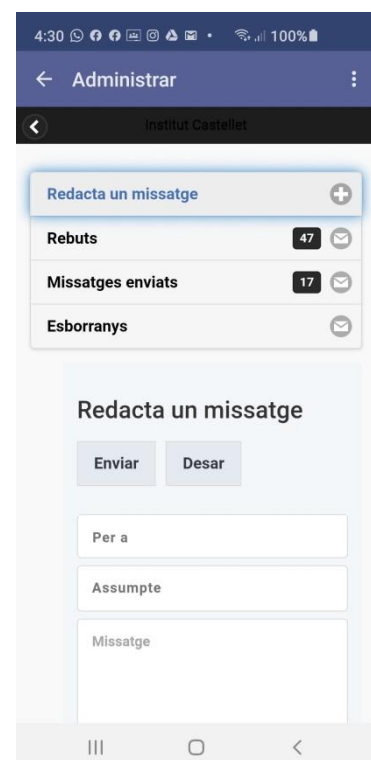 4:30 100%
Administrar
Institut Castellet
Redacta un missatge
Rebuts 47
Missatges enviats 17
Esborranys
Redacta un missatge
Enviar Desar
Per a
Assumpte
Missatge